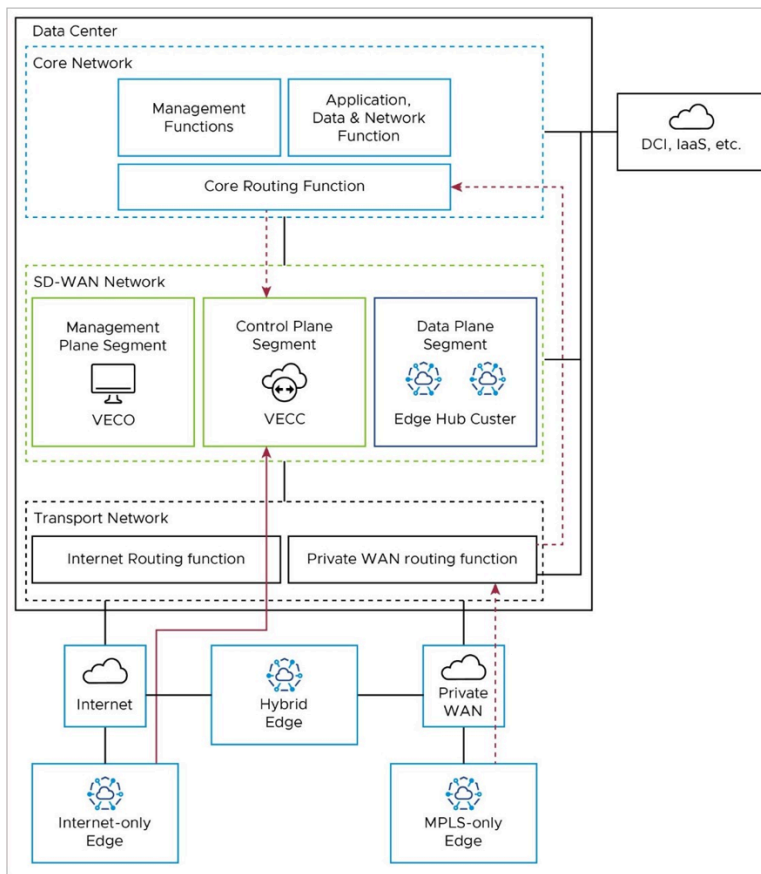 Data Center
Core Network
Management
Functions
Application,
Data & Network
Function
Core Routing Function
DCI, IaaS, etc.
SD-WAN Network
Management
Plane Segment
VECO
Control Plane
Segment
VECC
Data Plane
Segment
Edge Hub Custer
Transport Network
Internet Routing function
Private WAN routing function
Internet
Hybrid
Edge
Private
WAN
Internet-only
Edge
MPLS-only
Edge